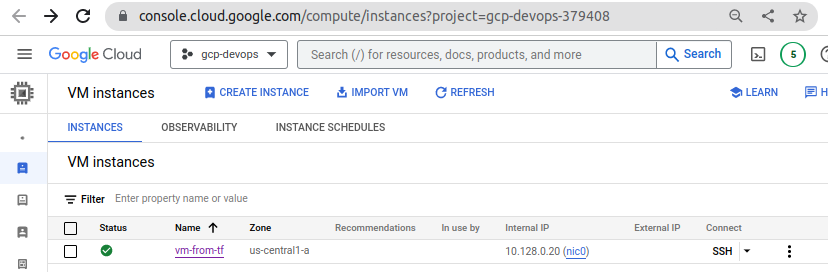 console.cloud.google.com/compute/instances?project=gcp-devops-379408
Google Cloud gcp-devops Search (/) for resources, docs, products, and more Search 5
VM instances CREATE INSTANCE IMPORT VM REFRESH LEARN H
INSTANCES OBSERVABILITY INSTANCE SCHEDULES
VM instances
Filter Enter property name or value
Status Name Zone Recommendations In use by Internal IP External IP Connect
vm-from-tf us-central1-a 10.128.0.20 (nic0) SSH